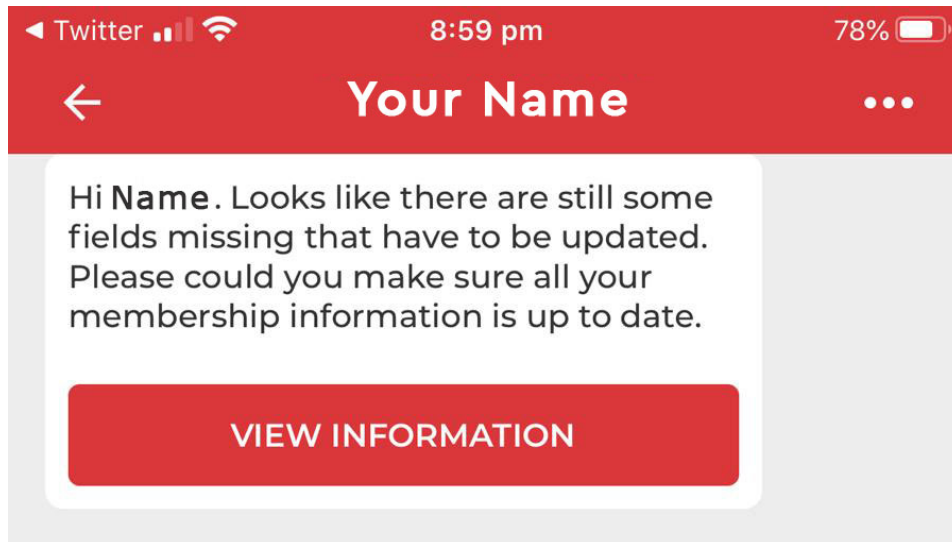 Twitter 8:59 pm 78%
Your Name
Hi Name. Looks like there are still some
fields missing that have to be updated.
Please could you make sure all your
membership information is up to date.
VIEW INFORMATION